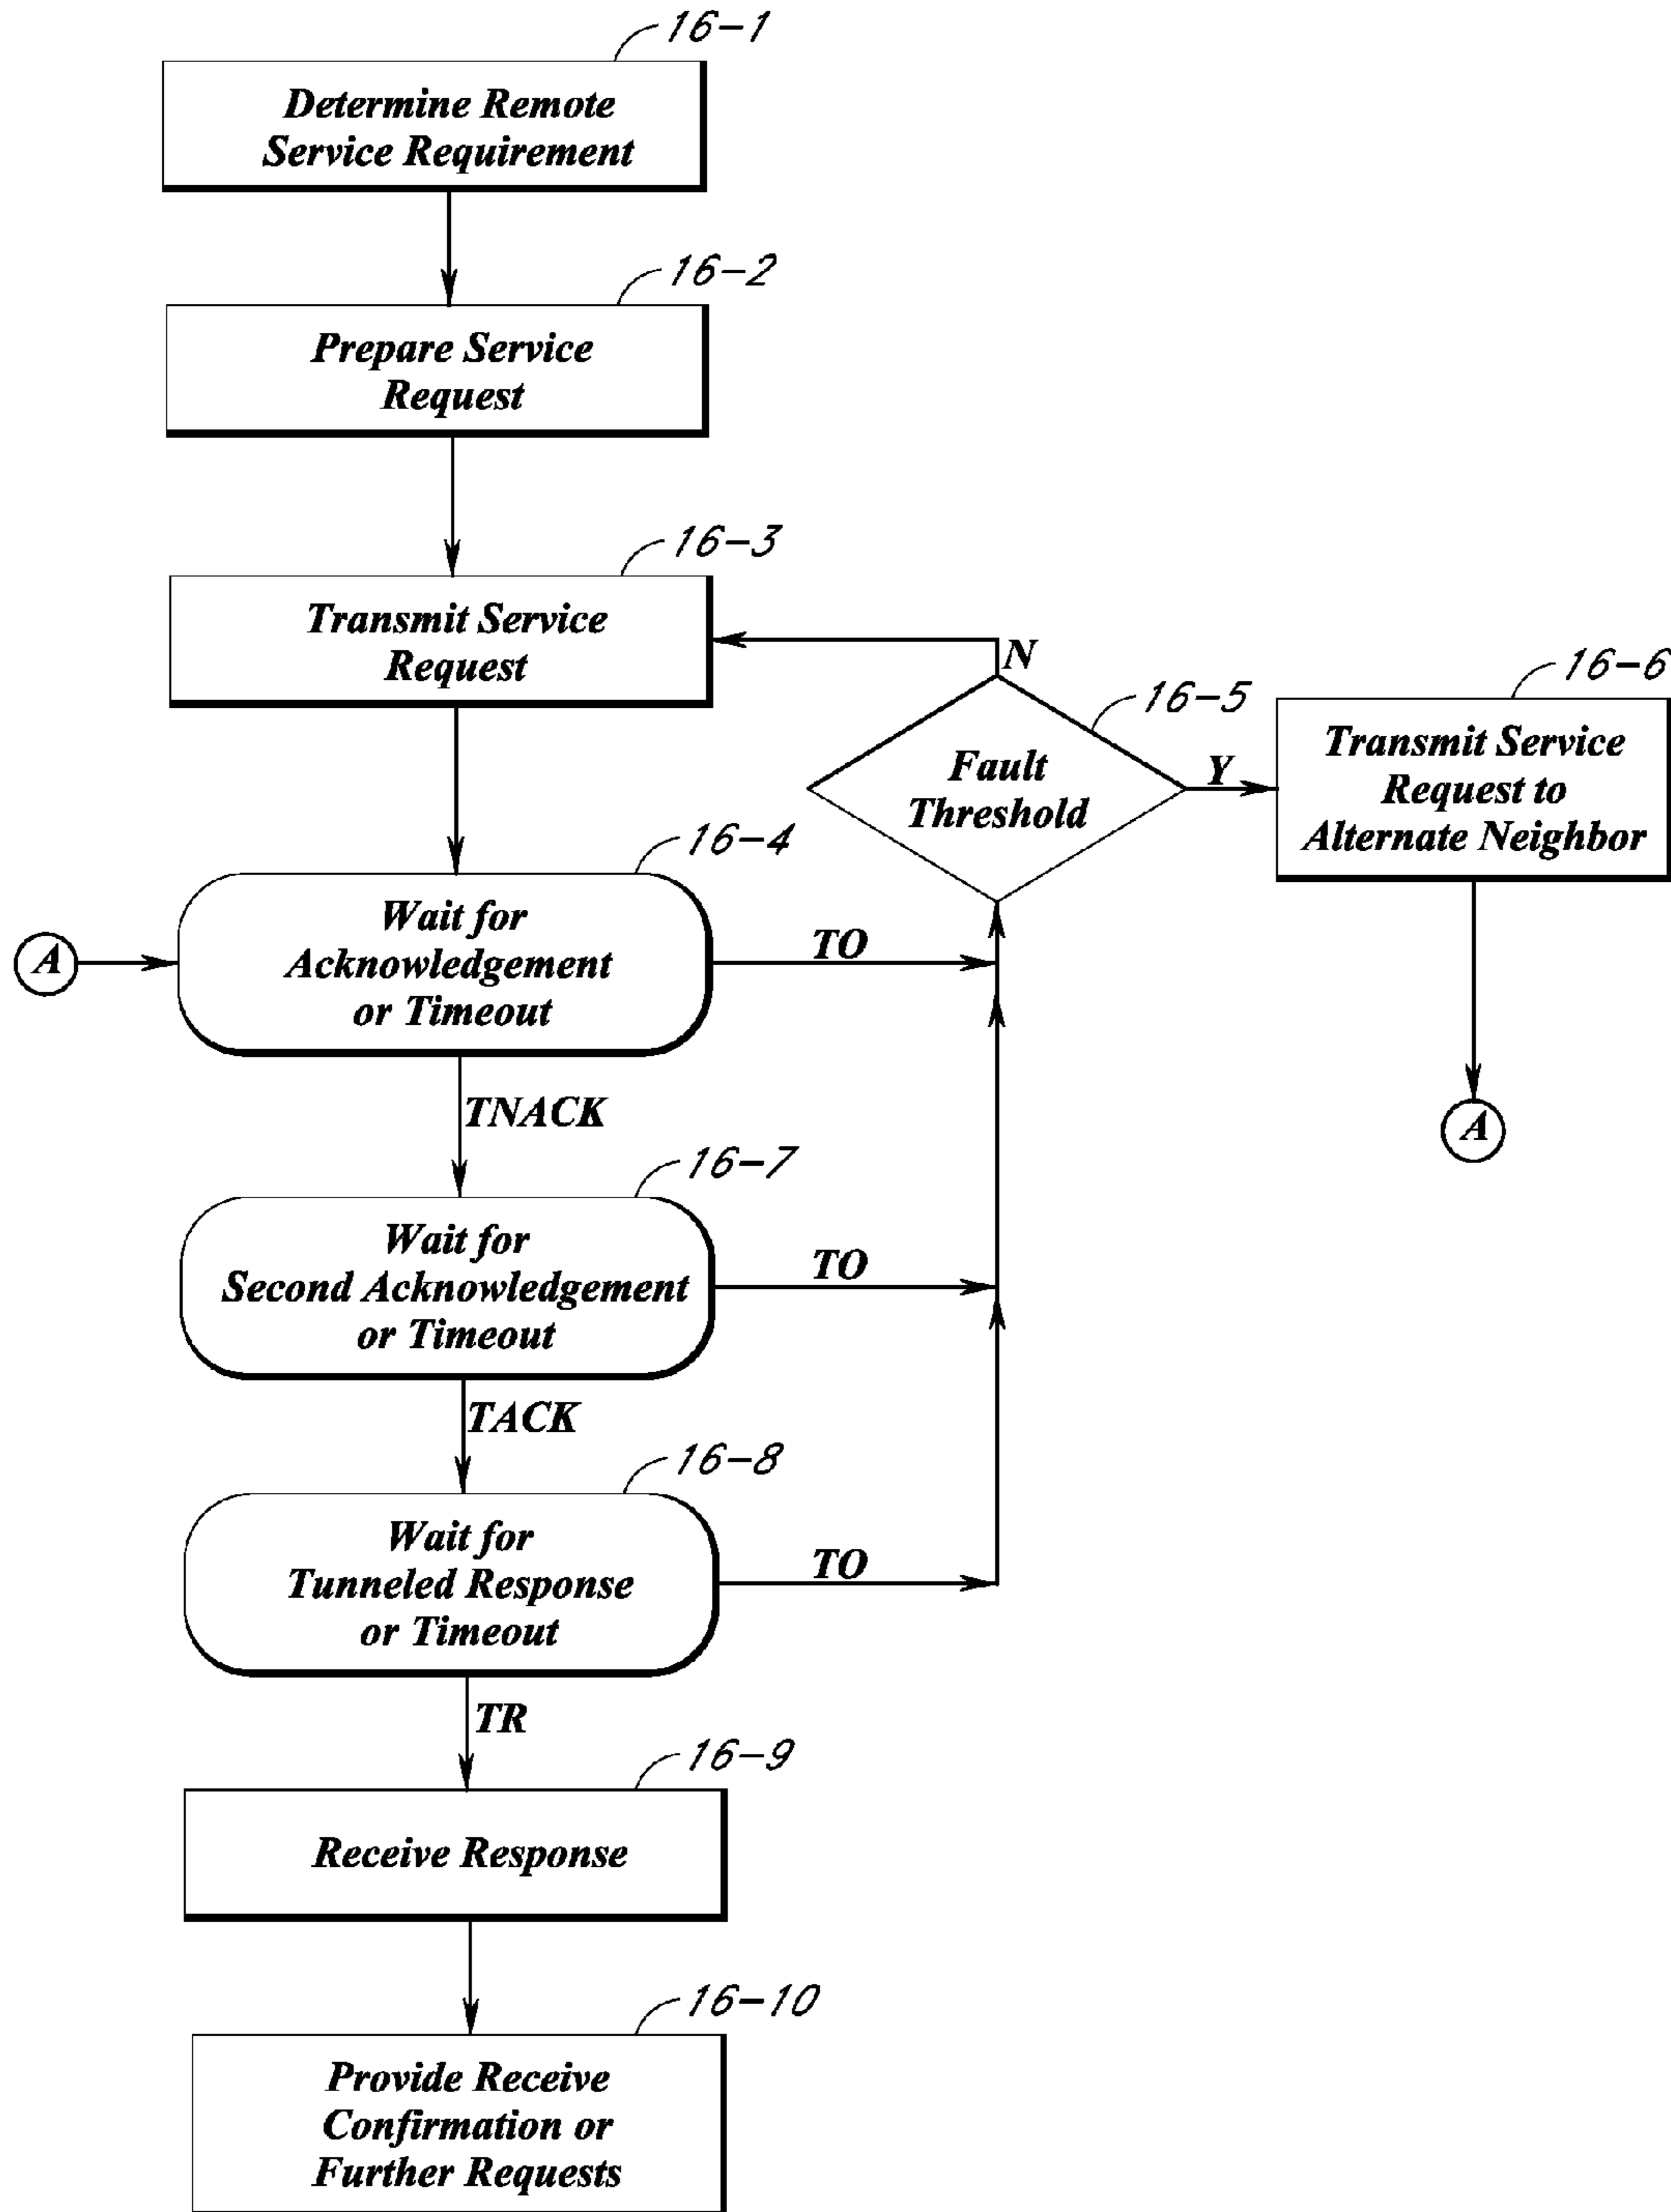 16-1
Determine Remote
Service Requirement
16-2
Prepare Service
Request
16-3
Transmit Service
Request
N
16-5
Fault
Threshold
Y
16-6
Transmit Service
Request to
Alternate Neighbor
A
16-4
A
Wait for
Acknowledgement
or Timeout
TO
TNACK
16-7
Wait for
Second Acknowledgement
or Timeout
TO
TACK
16-8
Wait for
Tunneled Response
or Timeout
TO
TR
16-9
Receive Response
16-10
Provide Receive
Confirmation or
Further Requests